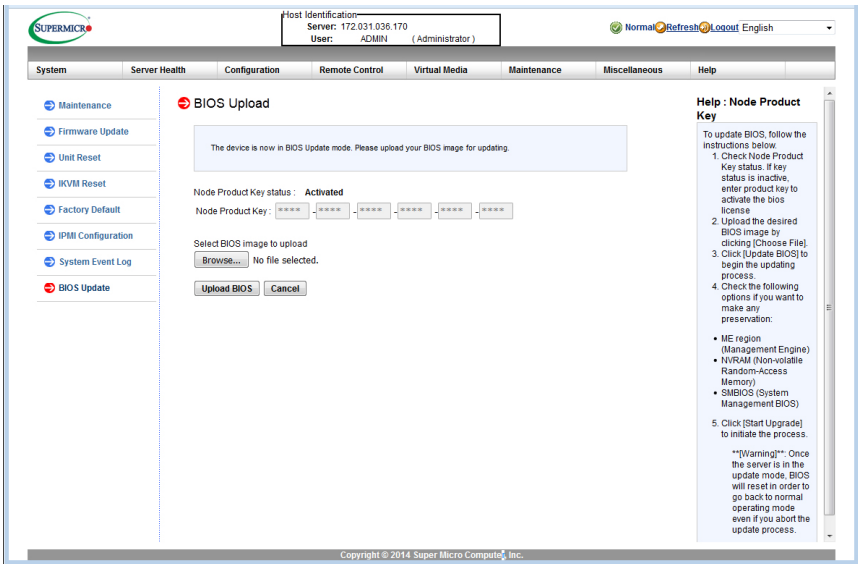 SUPERMICRO
Host Identification
Server: 172.031.036.170
User: ADMIN (Administrator)
Normal Refresh Logout English
System Server Health Configuration Remote Control Virtual Media Maintenance Miscellaneous Help
Maintenance
Firmware Update
Unit Reset
IKVM Reset
Factory Default
IPMI Configuration
System Event Log
BIOS Update
BIOS Upload
The device is now in BIOS Update mode. Please upload your BIOS image for updating.
Node Product Key status : Activated
Node Product Key : **** - **** - **** - **** - **** - ****
Select BIOS image to upload
Browse... No file selected.
Upload BIOS Cancel
Help : Node Product
Key
To update BIOS, follow the
instructions below.
1. Check Node Product
Key status. If key
status is inactive,
enter product key to
activate the bios
license
2. Upload the desired
BIOS image by
clicking [Choose File].
3. Click [Update BIOS] to
begin the updating
process.
4. Check the following
options if you want to
make any
preservation:
• ME region
(Management Engine)
• NVRAM (Non-volatile
Random-Access
Memory)
• SMBIOS (System
Management BIOS)
5. Click [Start Upgrade]
to initiate the process.
**[Warning]**: Once
the server is in the
update mode, BIOS
will reset in order to
go back to normal
operating mode
even if you abort the
update process.
Copyright © 2014 Super Micro Computer, Inc.